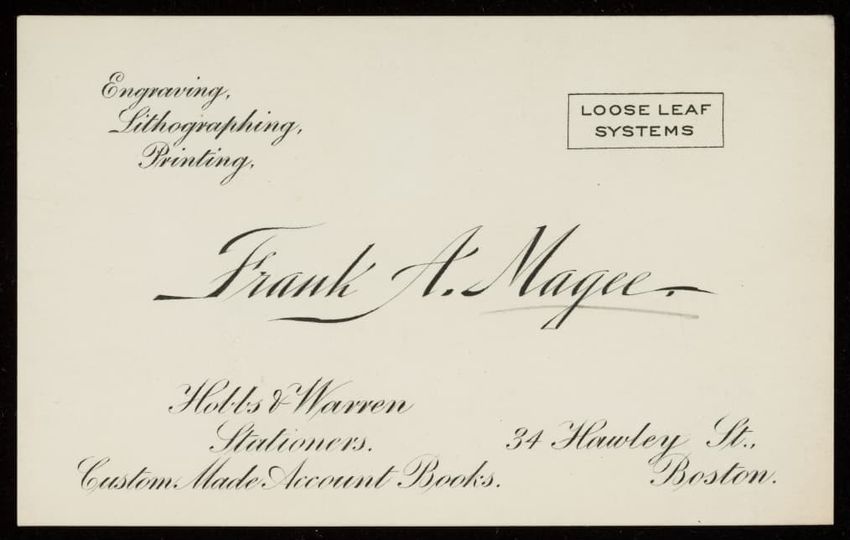 Engraving,
Lithographing,
Printing,
LOOSE LEAF
SYSTEMS
Frank A. Magee.
Hobbs & Warren
Stationers.
Custom Made Account Books.
34 Hawley St.,
Boston.